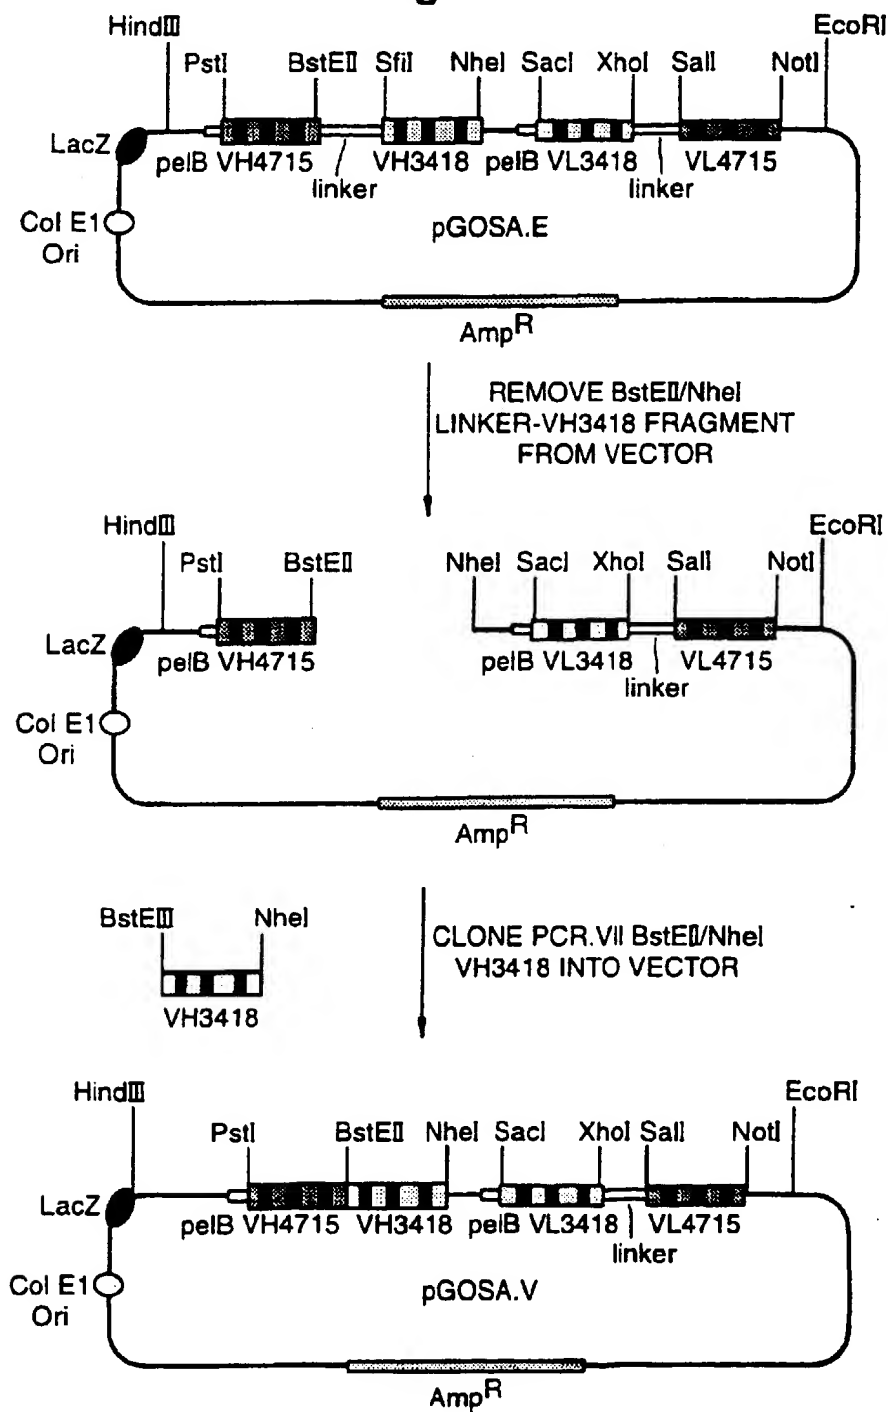 HindIII EcoRI
PstI BstEII SfiI NheI SacI XhoI SalI NotI
LacZ
pelB VH4715 VH3418 pelB VL3418 VL4715
linker linker
Col E1
Ori
pGOSA.E
Amp^R
REMOVE BstEII/NheI
LINKER-VH3418 FRAGMENT
FROM VECTOR
HindIII EcoRI
PstI BstEII NheI SacI XhoI SalI NotI
LacZ
pelB VH4715 pelB VL3418 VL4715
linker
Col E1
Ori
Amp^R
BstEII NheI
VH3418
CLONE PCR.VII BstEII/NheI
VH3418 INTO VECTOR
HindIII EcoRI
PstI BstEII NheI SacI XhoI SalI NotI
LacZ
pelB VH4715 VH3418 pelB VL3418 VL4715
linker
Col E1
Ori
pGOSA.V
Amp^R